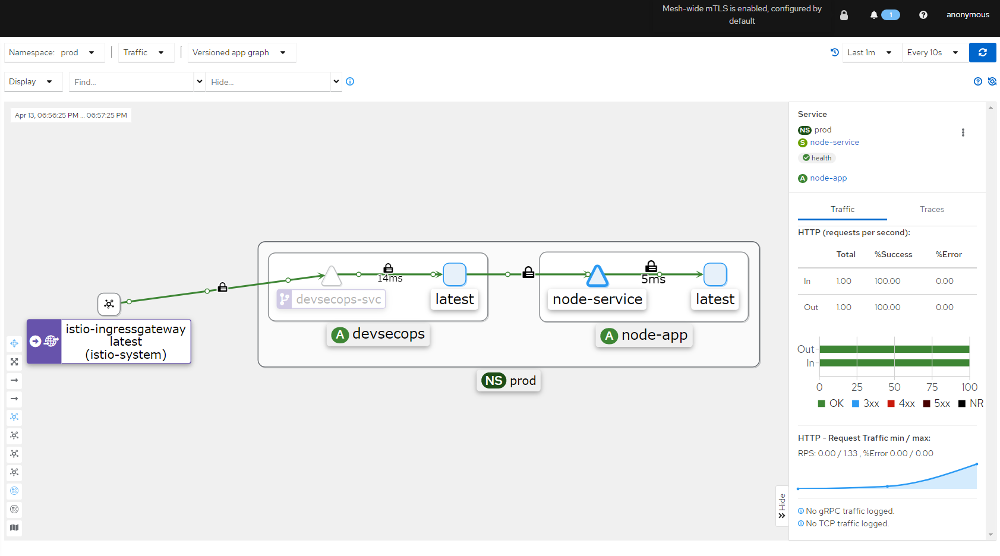 Mesh-wide mTLS is enabled, configured by
default
1
anonymous
Namespace: prod
Traffic
Versioned app graph
Last 1m
Every 10s
Display
Find...
Hide...
Apr 13, 06:56:25 PM ... 06:57:25 PM
14ms
5ms
devsecops-svc
latest
node-service
latest
A devsecops
A node-app
istio-ingressgateway
latest
(istio-system)
NS prod
Hide
Service
NS prod
S node-service
health
A node-app
Traffic
Traces
HTTP (requests per second):
Total %Success %Error
In 1.00 100.00 0.00
Out 1.00 100.00 0.00
Out
In
0 25 50 75 100
OK 3xx 4xx 5xx NR
HTTP - Request Traffic min / max:
RPS: 0.00 / 1.33 , %Error 0.00 / 0.00
No gRPC traffic logged.
No TCP traffic logged.